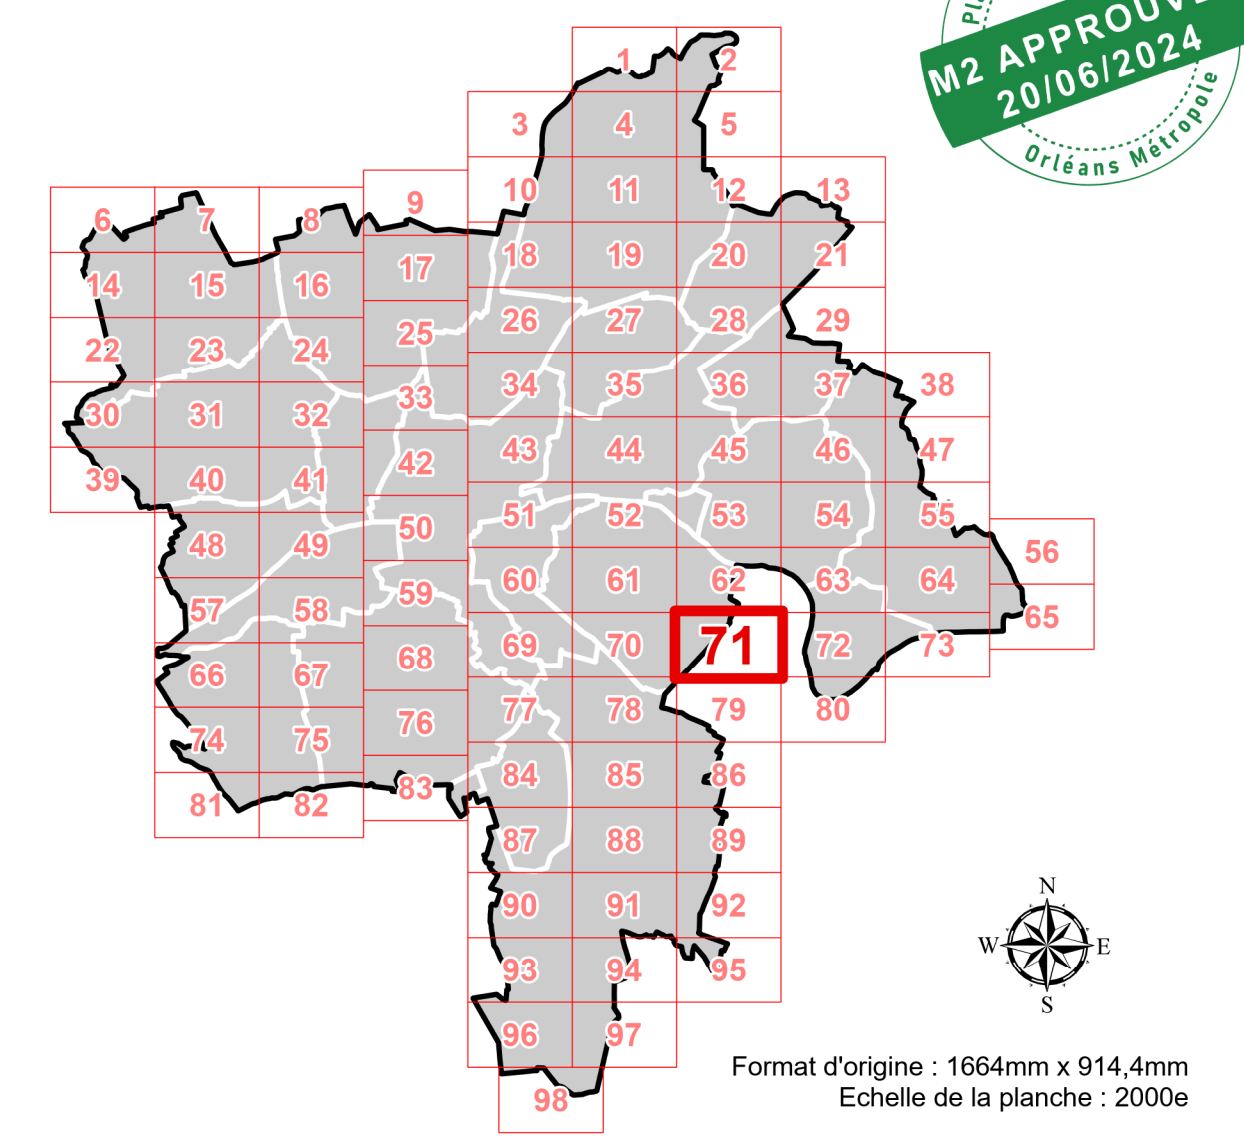 Pla
M2 APPROUV
20/06/2024
Orléans Métropole
1 2
3 4 5
6 7 8 9 10 11 12 13
14 15 16 17 18 19 20 21
22 23 24 25 26 27 28 29
30 31 32 33 34 35 36 37 38
39 40 41 42 43 44 45 46 47
48 49 50 51 52 53 54 55 56
57 58 59 60 61 62 63 64 65
66 67 68 69 70 71 72 73
74 75 76 77 78 79 80
81 82 83 84 85 86
87 88 89
90 91 92
93 94 95
96 97
98
N
W E
S
Format d'origine : 1664mm x 914,4mm
Echelle de la planche : 2000e